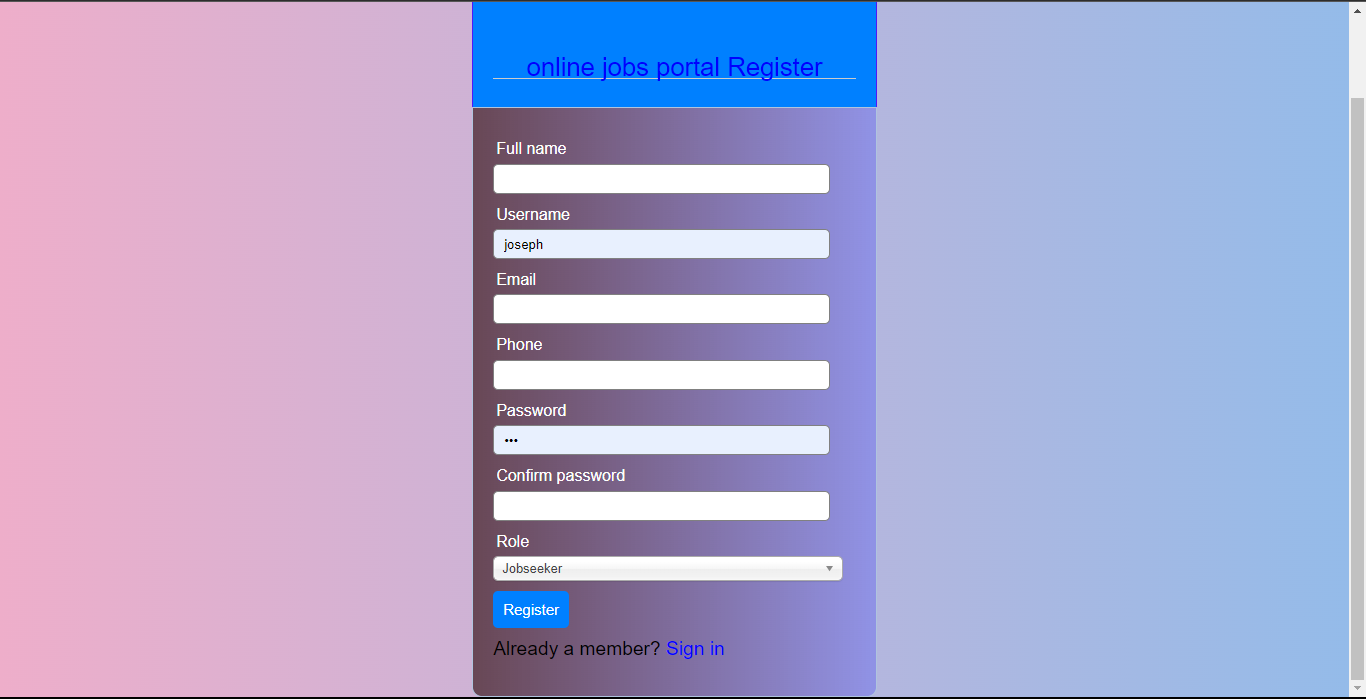 online jobs portal Register
Full name
Username
joseph
Email
Phone
Password
•••
Confirm password
Role
Jobseeker
Register
Already a member? Sign in